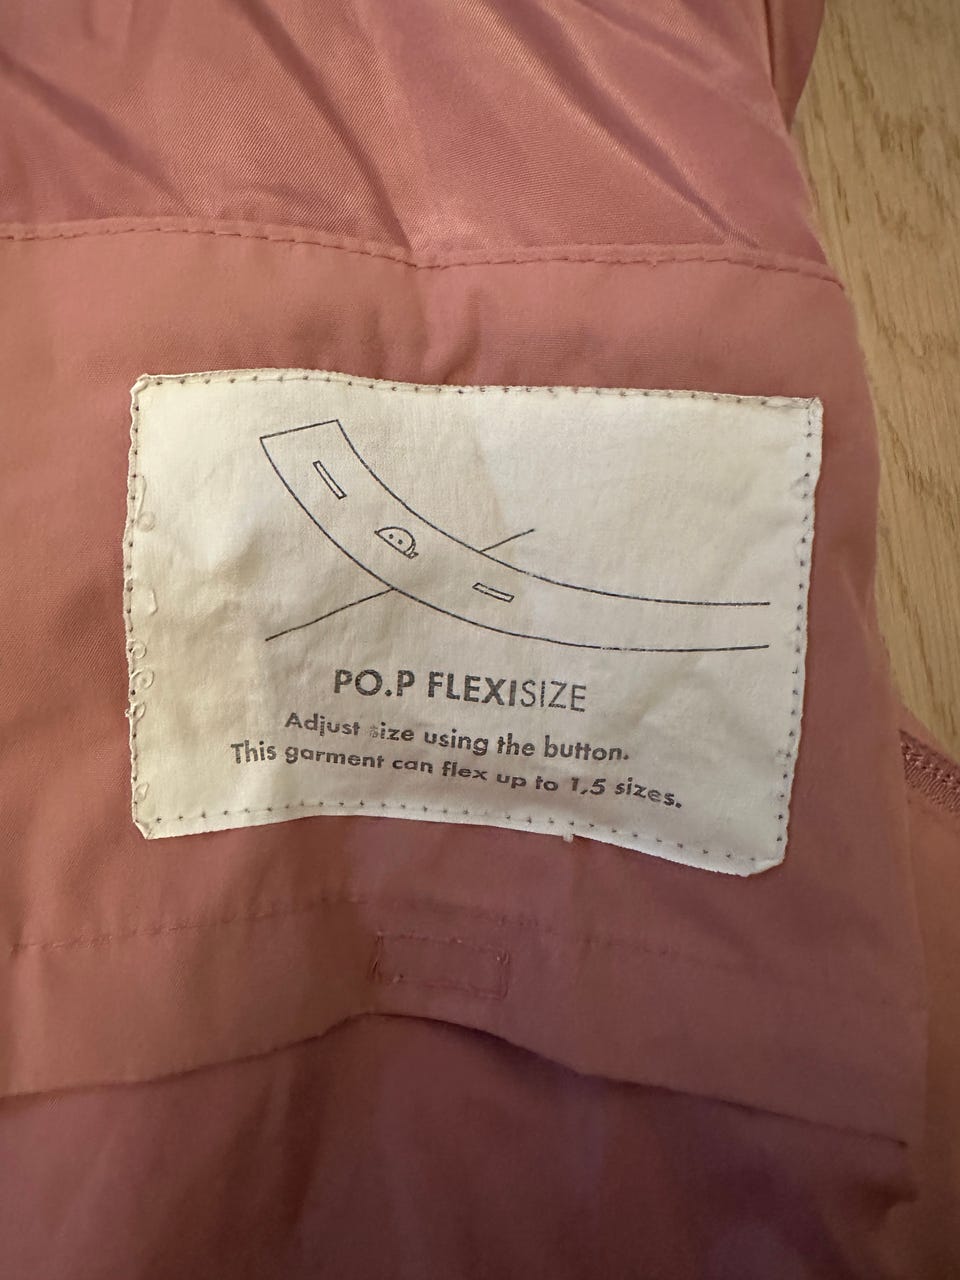 PO.P FLEXISIZE
Adjust size using the button.
This garment can flex up to 1,5 sizes.